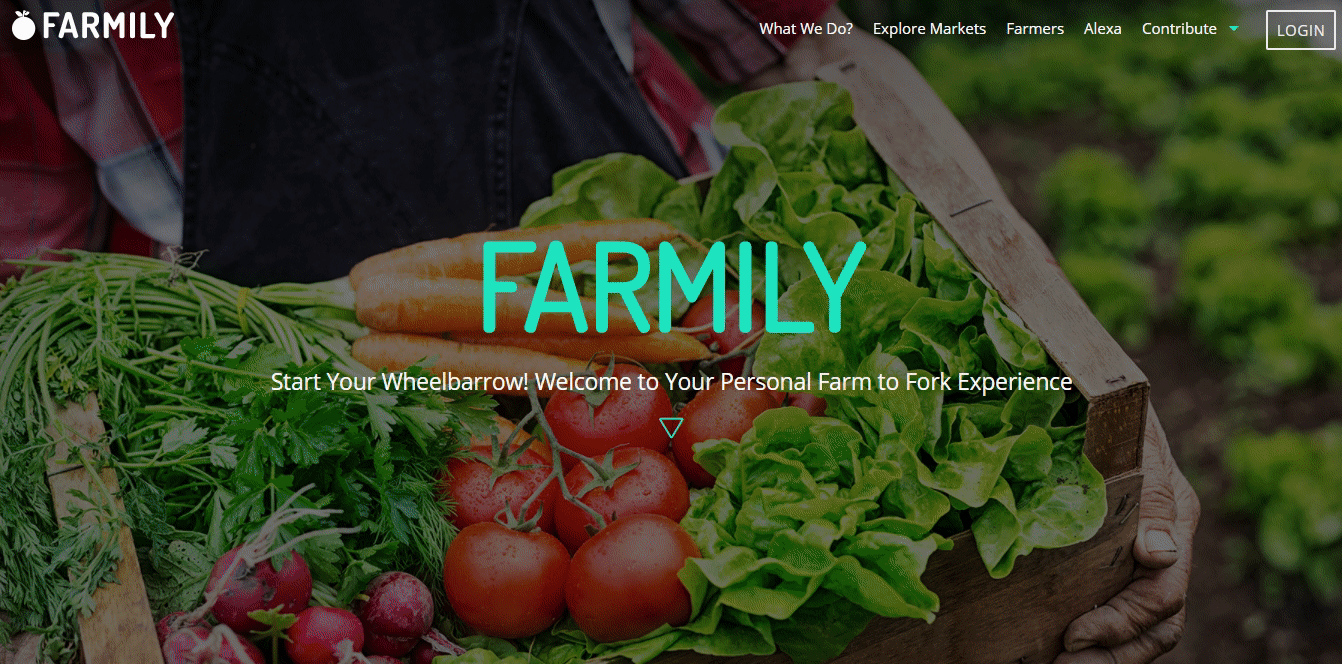 FARMILY
What We Do?
Explore Markets
Farmers
Alexa
Contribute
LOGIN
FARMILY
Start Your Wheelbarrow! Welcome to Your Personal Farm to Fork Experience